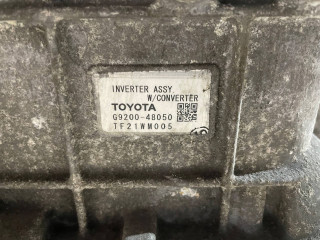 INVERTER ASSY
W/CONVERTER
TOYOTA
G9200-48050
TF21WM005